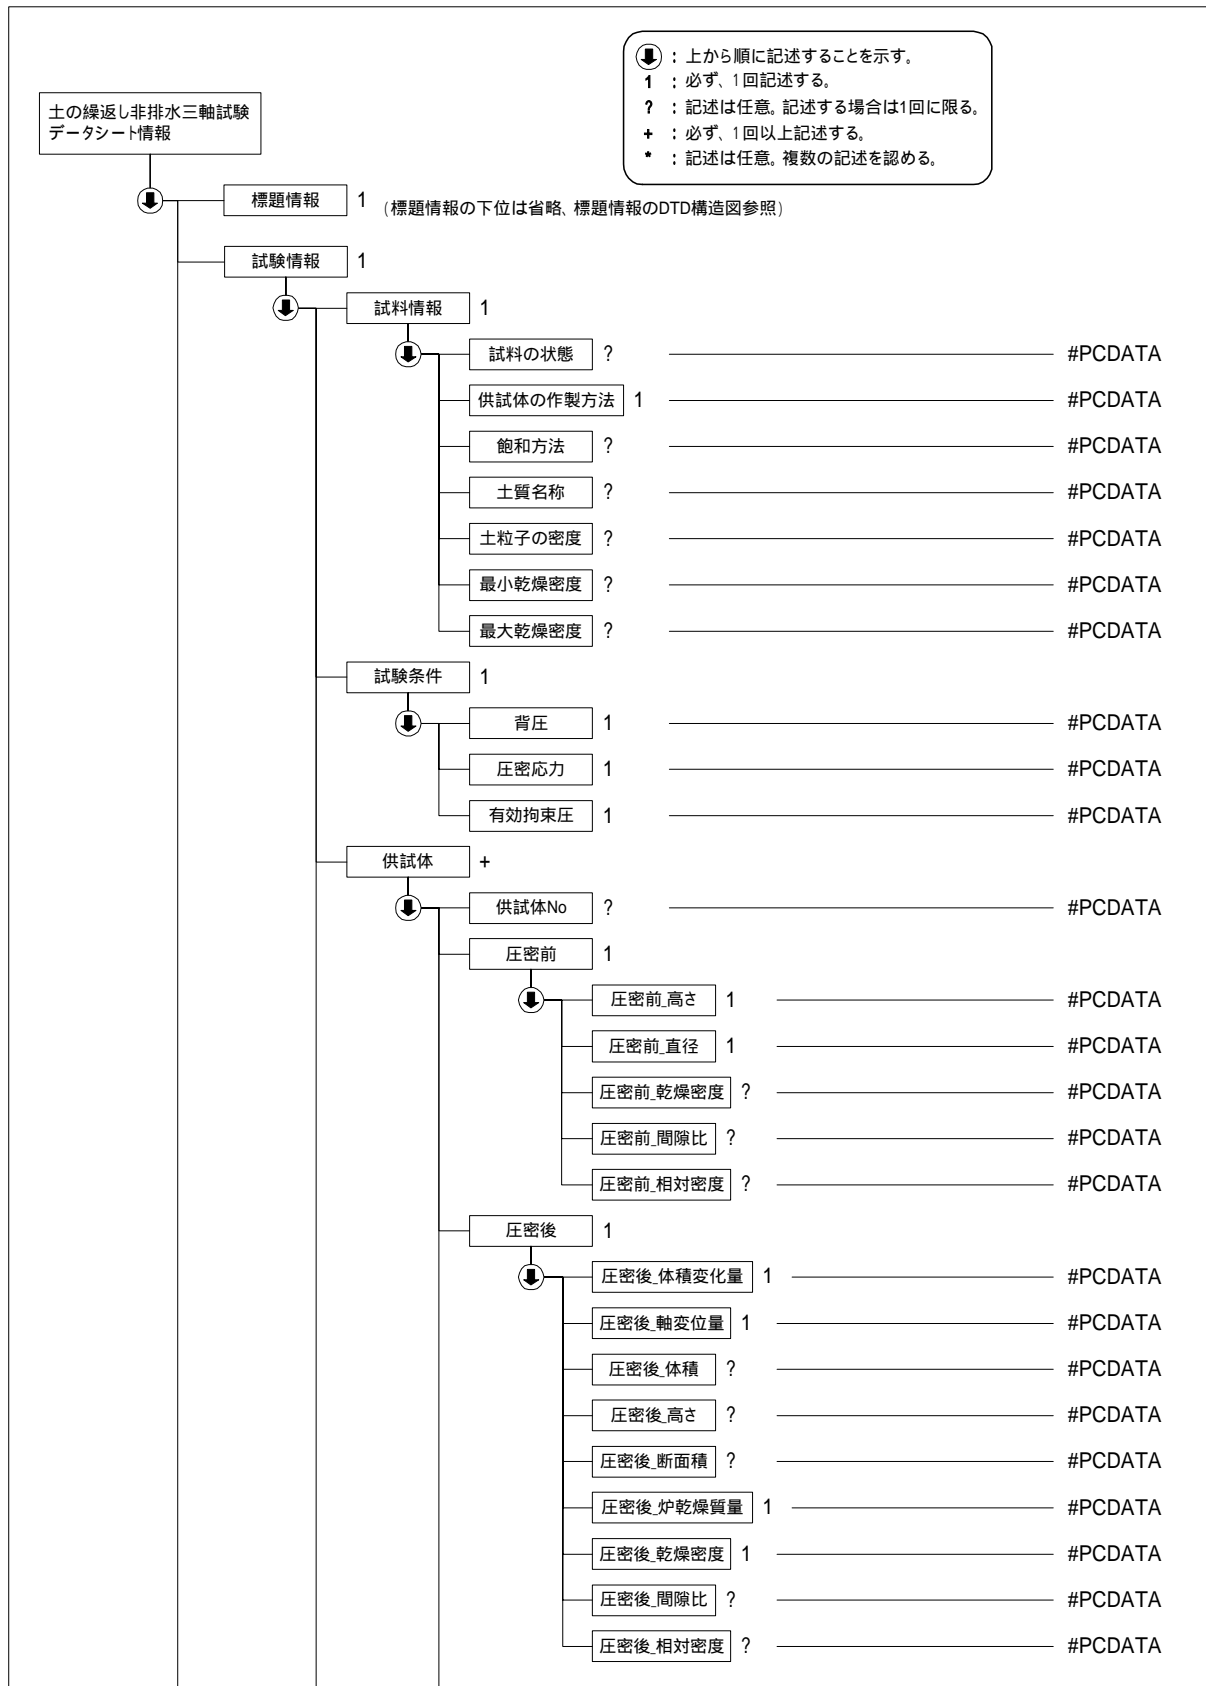 : 上から順に記述することを示す。
1 : 必ず、1回記述する。
? : 記述は任意。記述する場合は1回に限る。
+ : 必ず、1回以上記述する。
* : 記述は任意。複数の記述を認める。
土の繰返し非排水三軸試験
データシート情報
標題情報 1 (標題情報の下位は省略、標題情報のDTD構造図参照)
試験情報 1
試料情報 1
試料の状態 ? #PCDATA
供試体の作製方法 1 #PCDATA
飽和方法 ? #PCDATA
土質名称 ? #PCDATA
土粒子の密度 ? #PCDATA
最小乾燥密度 ? #PCDATA
最大乾燥密度 ? #PCDATA
試験条件 1
背圧 1 #PCDATA
圧密応力 1 #PCDATA
有効拘束圧 1 #PCDATA
供試体 +
供試体No ? #PCDATA
圧密前 1
圧密前_高さ 1 #PCDATA
圧密前_直径 1 #PCDATA
圧密前_乾燥密度 ? #PCDATA
圧密前_間隙比 ? #PCDATA
圧密前_相対密度 ? #PCDATA
圧密後 1
圧密後_体積変化量 1 #PCDATA
圧密後_軸変位量 1 #PCDATA
圧密後_体積 ? #PCDATA
圧密後_高さ ? #PCDATA
圧密後_断面積 ? #PCDATA
圧密後_炉乾燥質量 1 #PCDATA
圧密後_乾燥密度 1 #PCDATA
圧密後_間隙比 ? #PCDATA
圧密後_相対密度 ? #PCDATA